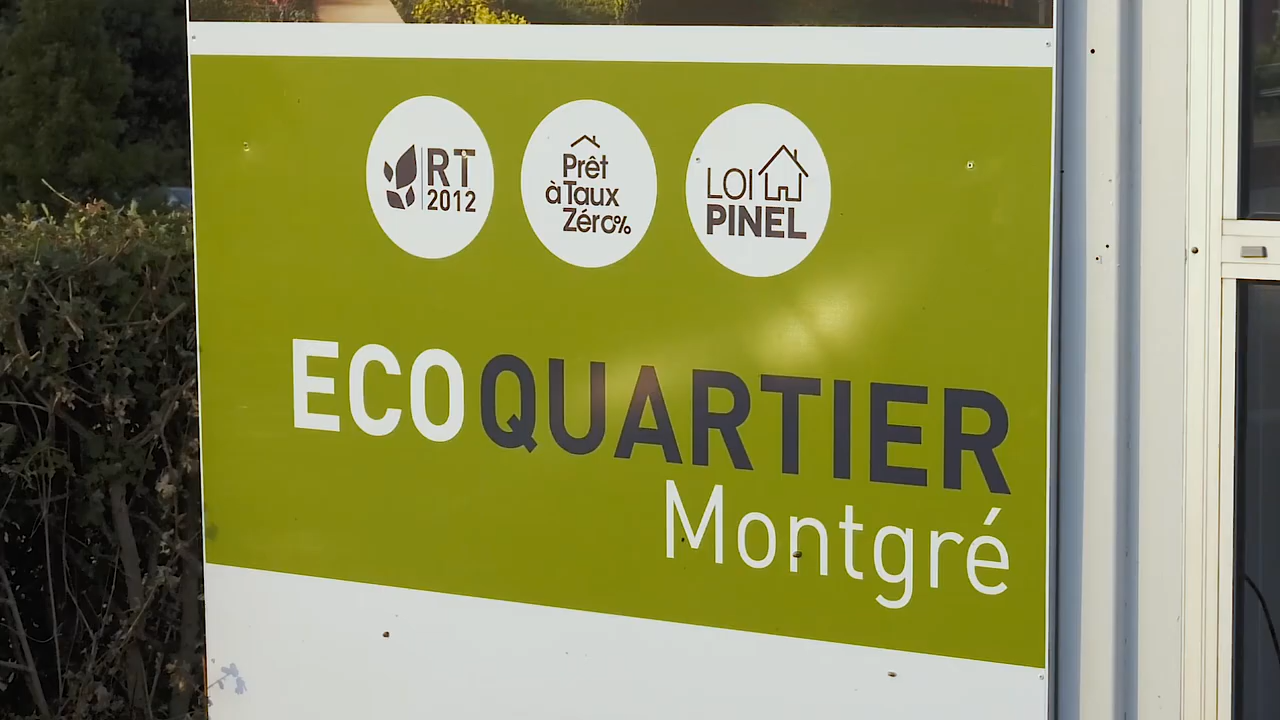 RT
2012
Prêt
à Taux
Zéro%
LOI
PINEL
ECOQUARTIER
Montgré